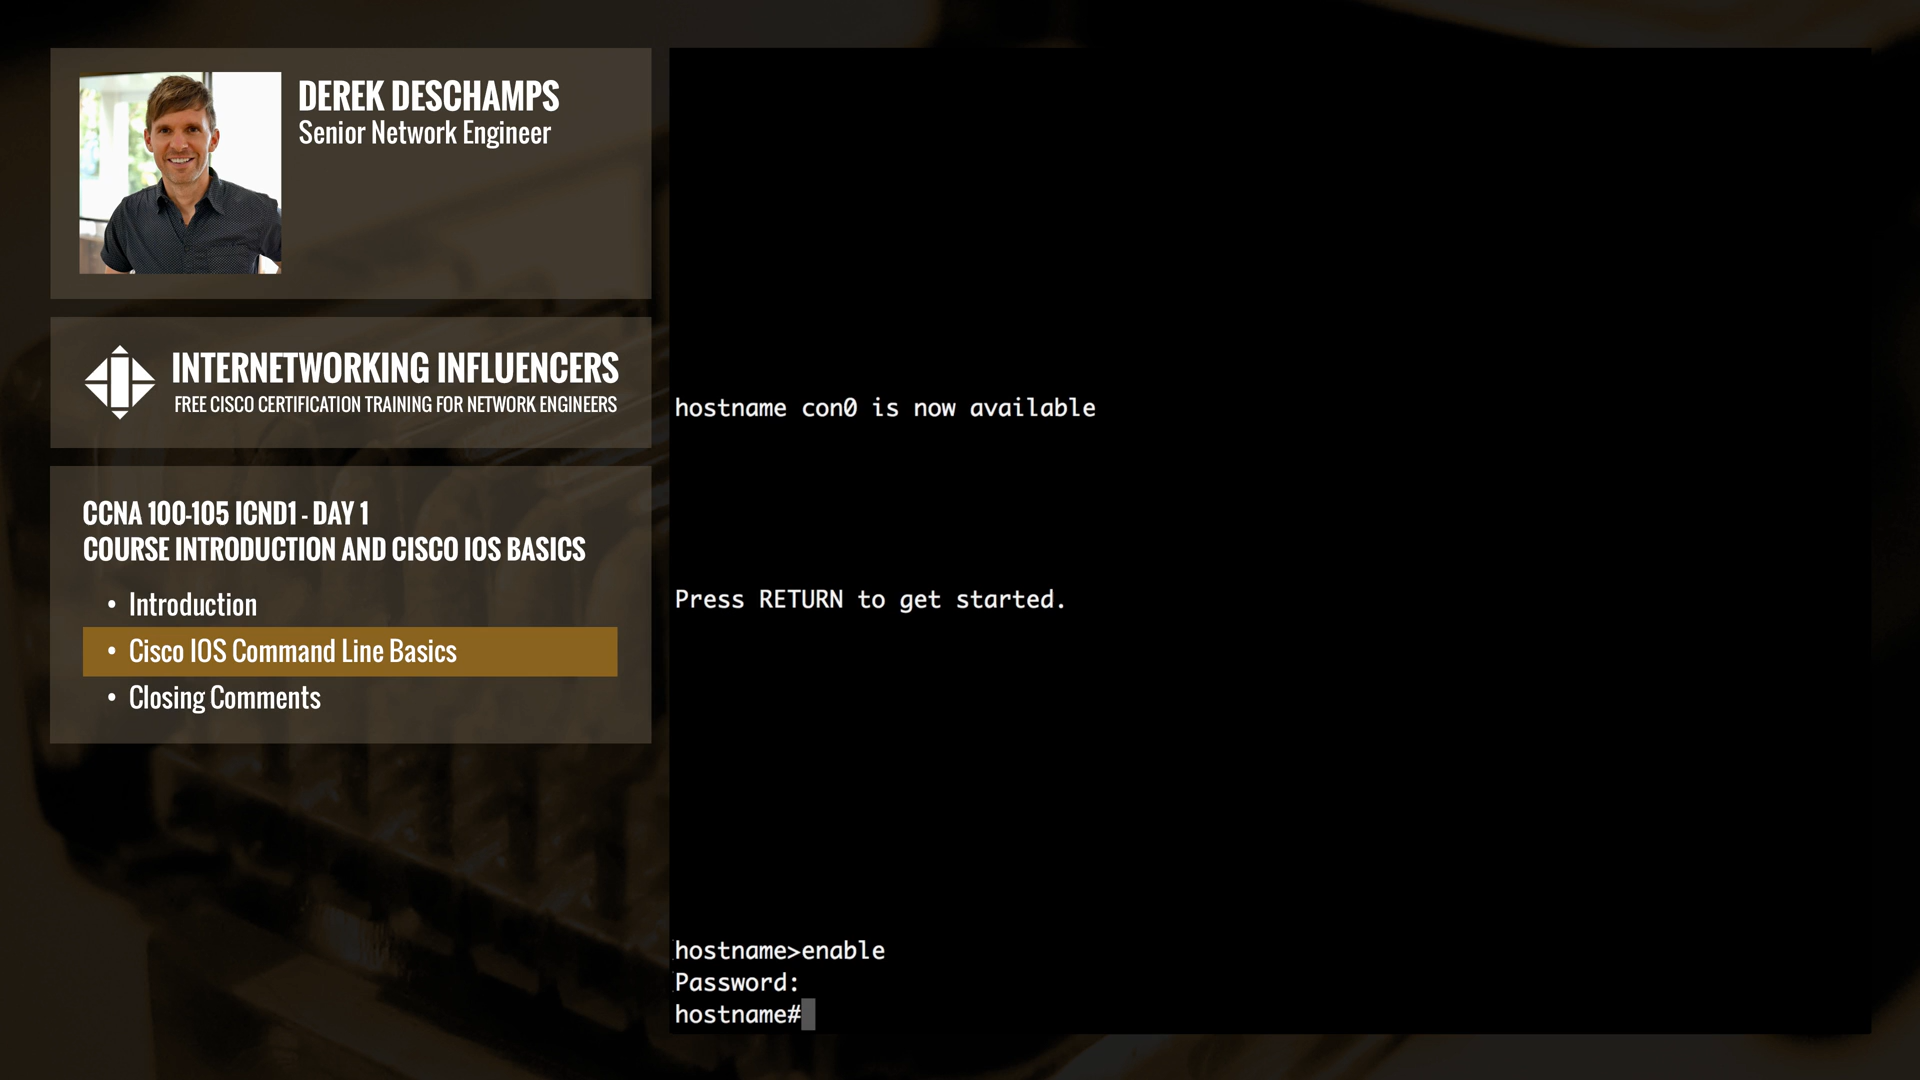 DEREK DESCHAMPS
Senior Network Engineer
INTERNETWORKING INFLUENCERS
FREE CISCO CERTIFICATION TRAINING FOR NETWORK ENGINEERS
CCNA 100-105 ICND1 - DAY 1
COURSE INTRODUCTION AND CISCO IOS BASICS
• Introduction
• Cisco IOS Command Line Basics
• Closing Comments
hostname con0 is now available
Press RETURN to get started.
hostname>enable
Password:
hostname#